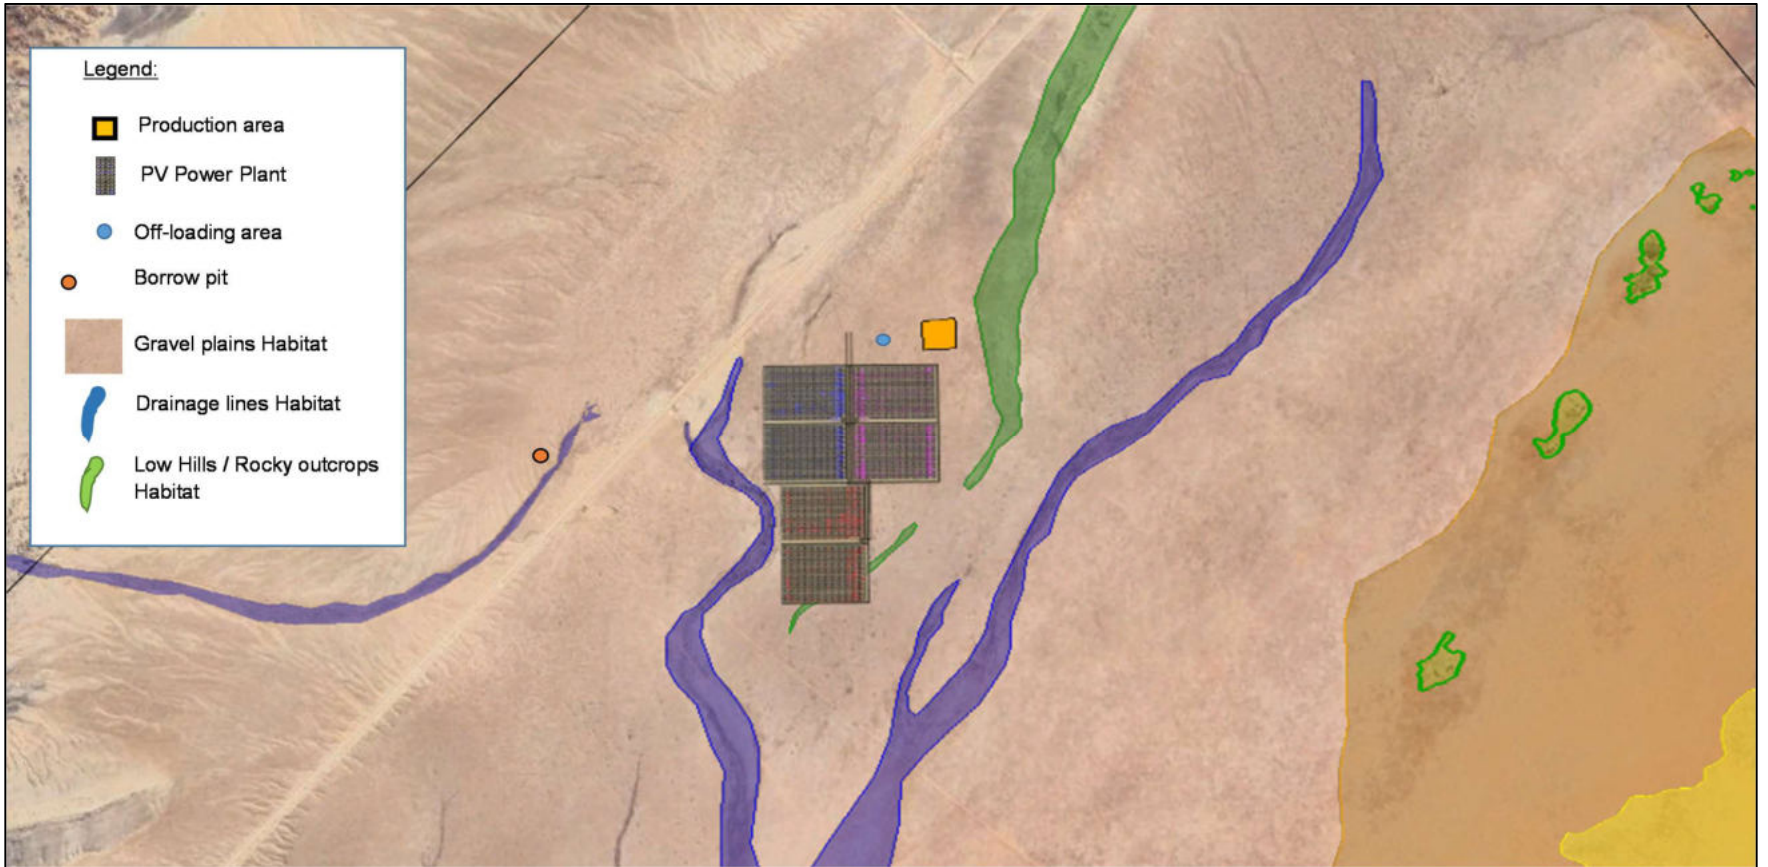 Legend:
Production area
PV Power Plant
Off-loading area
Borrow pit
Gravel plains Habitat
Drainage lines Habitat
Low Hills / Rocky outcrops
Habitat